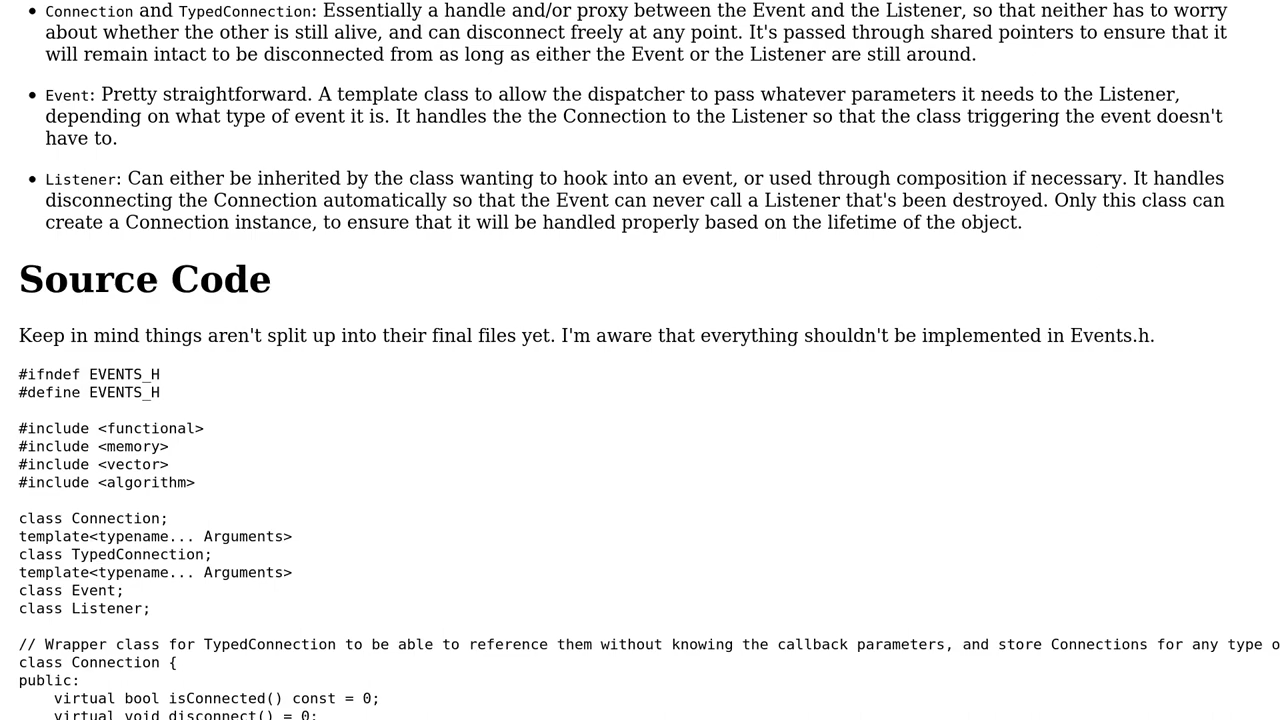 • Connection and TypedConnection: Essentially a handle and/or proxy between the Event and the Listener, so that neither has to worry
about whether the other is still alive, and can disconnect freely at any point. It's passed through shared pointers to ensure that it
will remain intact to be disconnected from as long as either the Event or the Listener are still around.
• Event: Pretty straightforward. A template class to allow the dispatcher to pass whatever parameters it needs to the Listener,
depending on what type of event it is. It handles the the Connection to the Listener so that the class triggering the event doesn't
have to.
• Listener: Can either be inherited by the class wanting to hook into an event, or used through composition if necessary. It handles
disconnecting the Connection automatically so that the Event can never call a Listener that's been destroyed. Only this class can
create a Connection instance, to ensure that it will be handled properly based on the lifetime of the object.
Source Code
Keep in mind things aren't split up into their final files yet. I'm aware that everything shouldn't be implemented in Events.h.
#ifndef EVENTS_H
#define EVENTS_H
#include <functional>
#include <memory>
#include <vector>
#include <algorithm>
class Connection;
template<typename... Arguments>
class TypedConnection;
template<typename... Arguments>
class Event;
class Listener;
// Wrapper class for TypedConnection to be able to reference them without knowing the callback parameters, and store Connections for any type o
class Connection {
public:
    virtual bool isConnected() const = 0;
    virtual void disconnect() = 0;